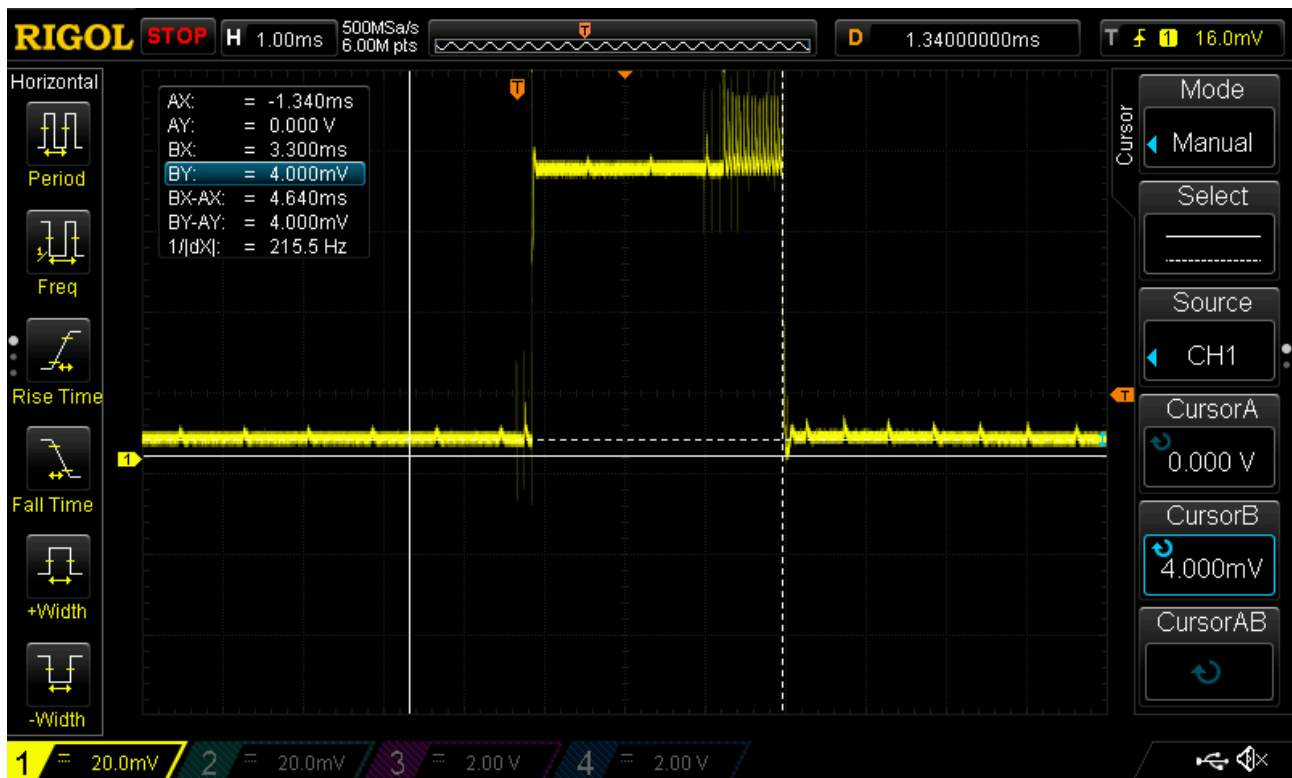 RIGOL STOP H 1.00ms 500MSa/s 6.00M pts T D 1.34000000ms T 1 16.0mV
Horizontal
Period
1/ Freq
Rise Time
Fall Time
+Width
-Width
T
AX: = -1.340ms
AY: = 0.000 V
BX: = 3.300ms
BY: = 4.000mV
BX-AX: = 4.640ms
BY-AY: = 4.000mV
1/|dX|: = 215.5 Hz
1
T
Cursor
Mode
Manual
Select
Source
CH1
CursorA
0.000 V
CursorB
4.000mV
CursorAB
1 20.0mV 2 20.0mV 3 2.00 V 4 2.00 V